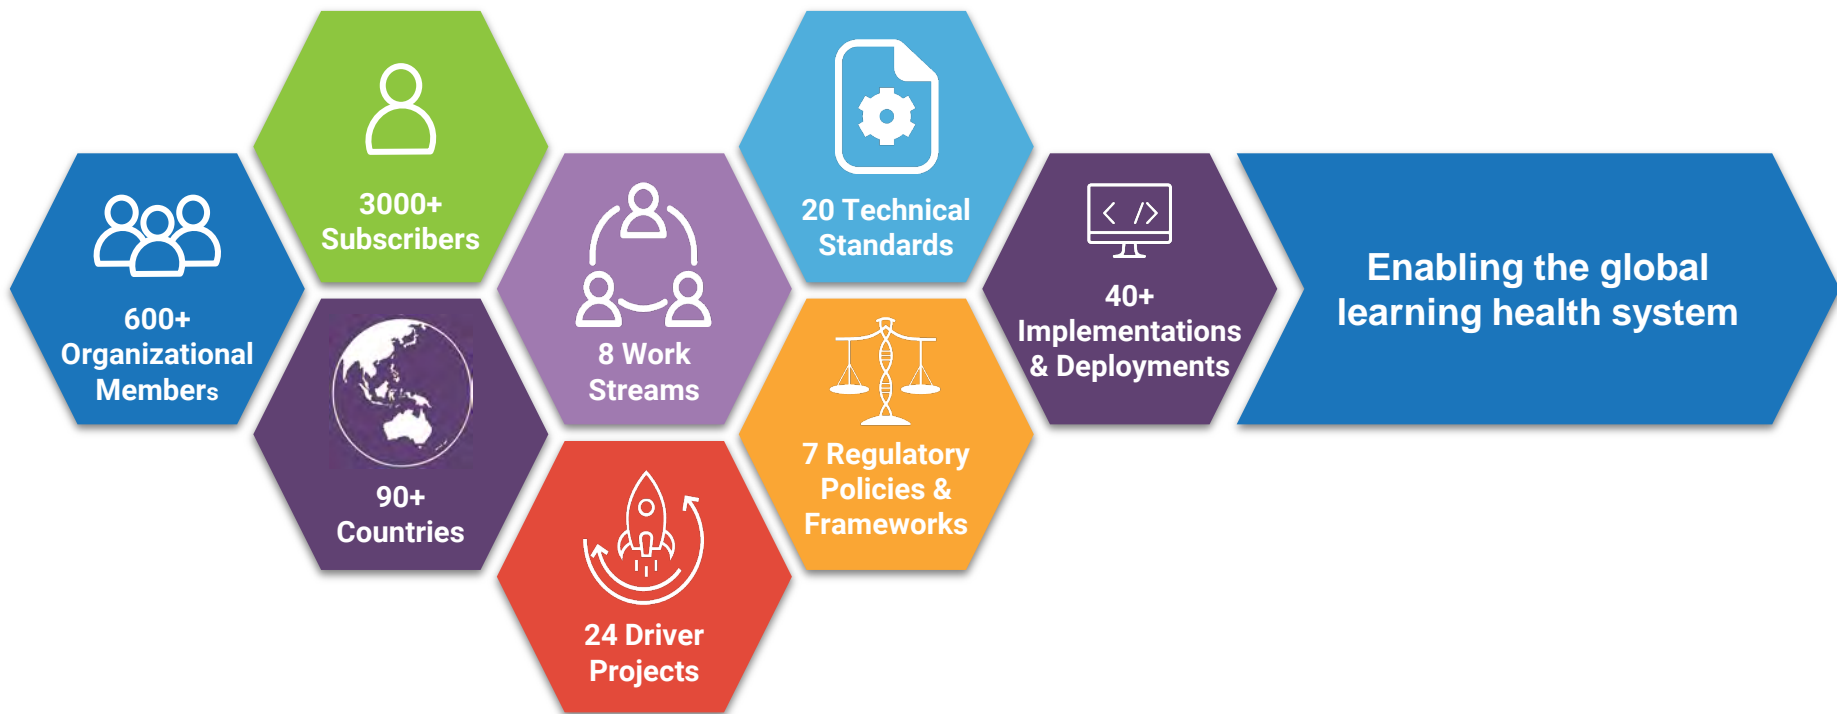 600+
Organizational
Members
3000+
Subscribers
90+
Countries
8 Work
Streams
24 Driver
Projects
20 Technical
Standards
7 Regulatory
Policies &
Frameworks
< />
40+
Implementations
& Deployments
Enabling the global
learning health system